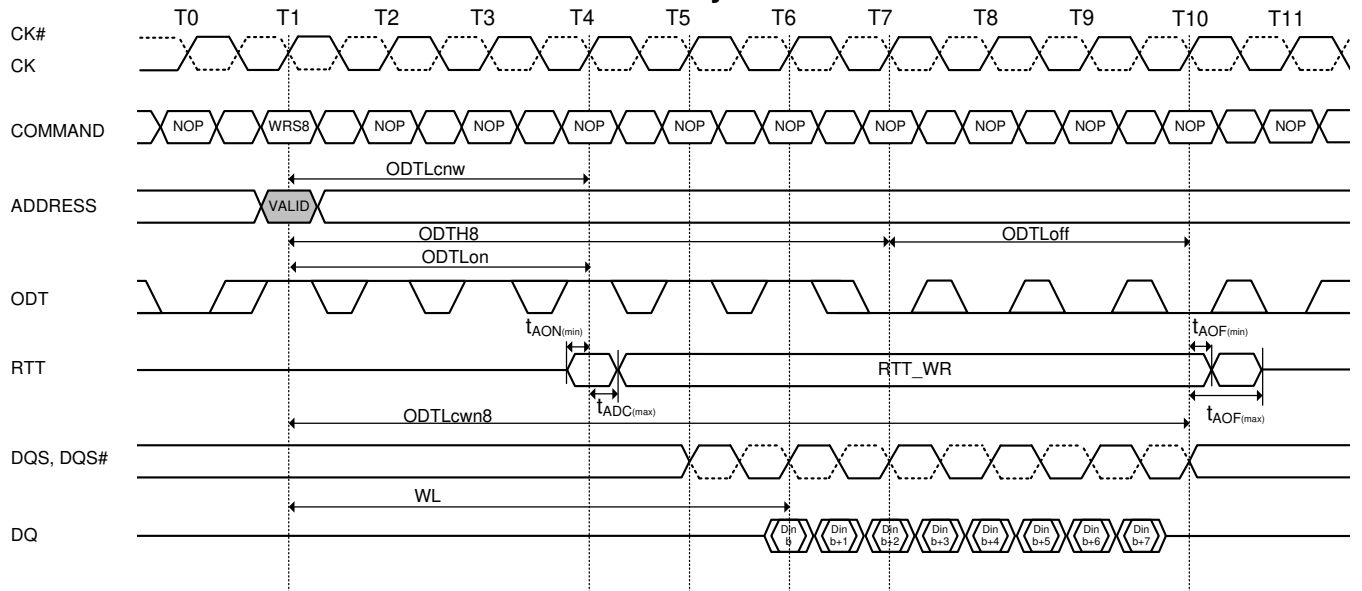 T0 T1 T2 T3 T4 T5 T6 T7 T8 T9 T10 T11
CK#
CK
COMMAND NOP WRS8 NOP NOP NOP NOP NOP NOP NOP NOP NOP NOP
ODTLcnw
ADDRESS VALID
ODTH8 ODTLoff
ODTLon
ODT
tAON(min) tAOF(min)
RTT RTT_WR
tADC(max) tAOF(max)
ODTLcwn8
DQS, DQS#
WL
DQ Din b Din b+1 Din b+2 Din b+3 Din b+4 Din b+5 Din b+6 Din b+7